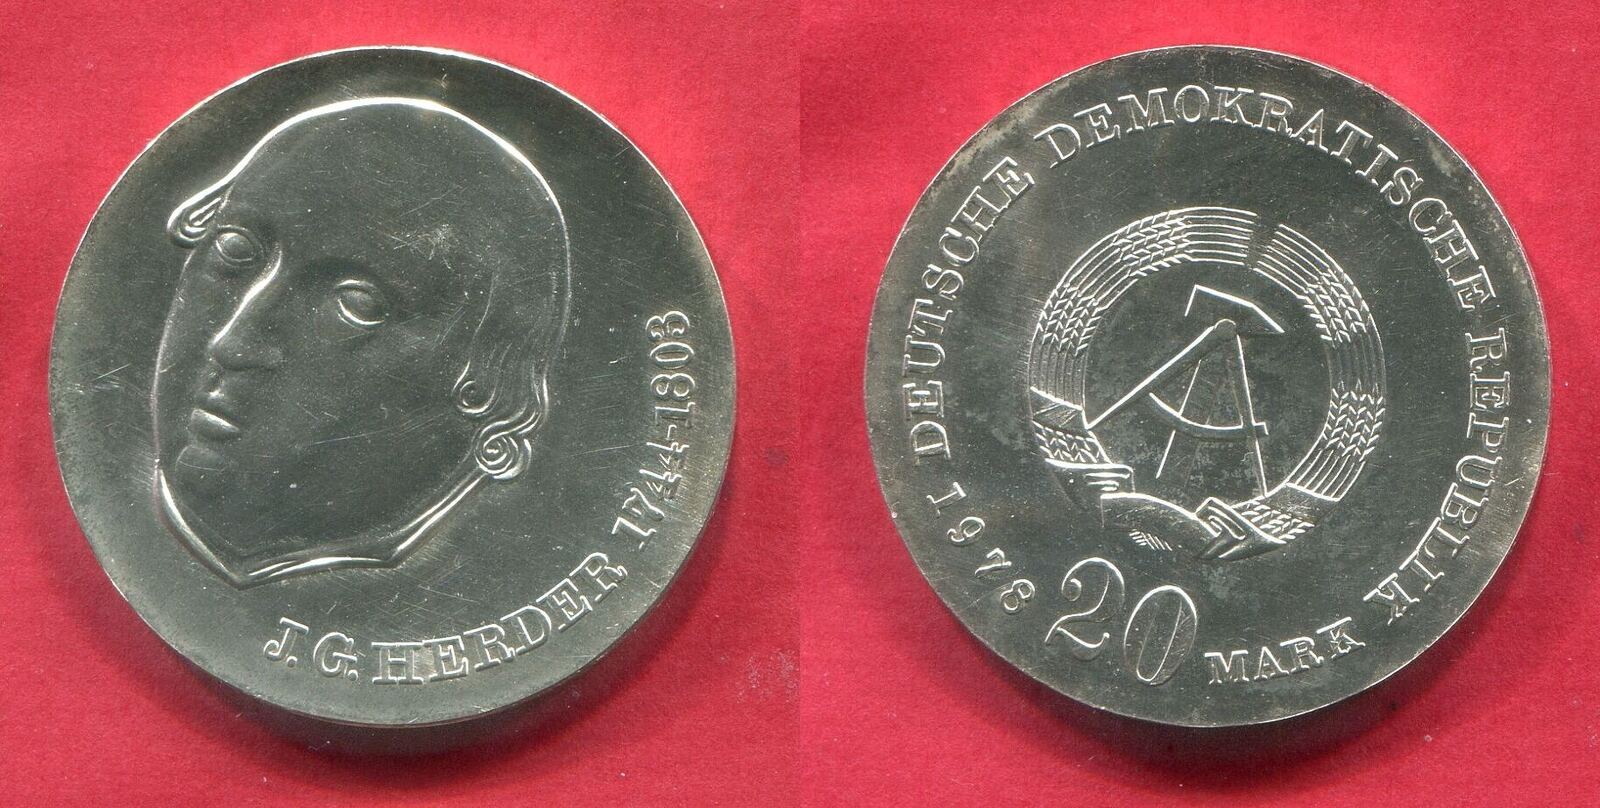 J.G. HERDER 1744-1803
1978 DEUTSCHE DEMOKRATISCHE REPUBLIK
20 MARK